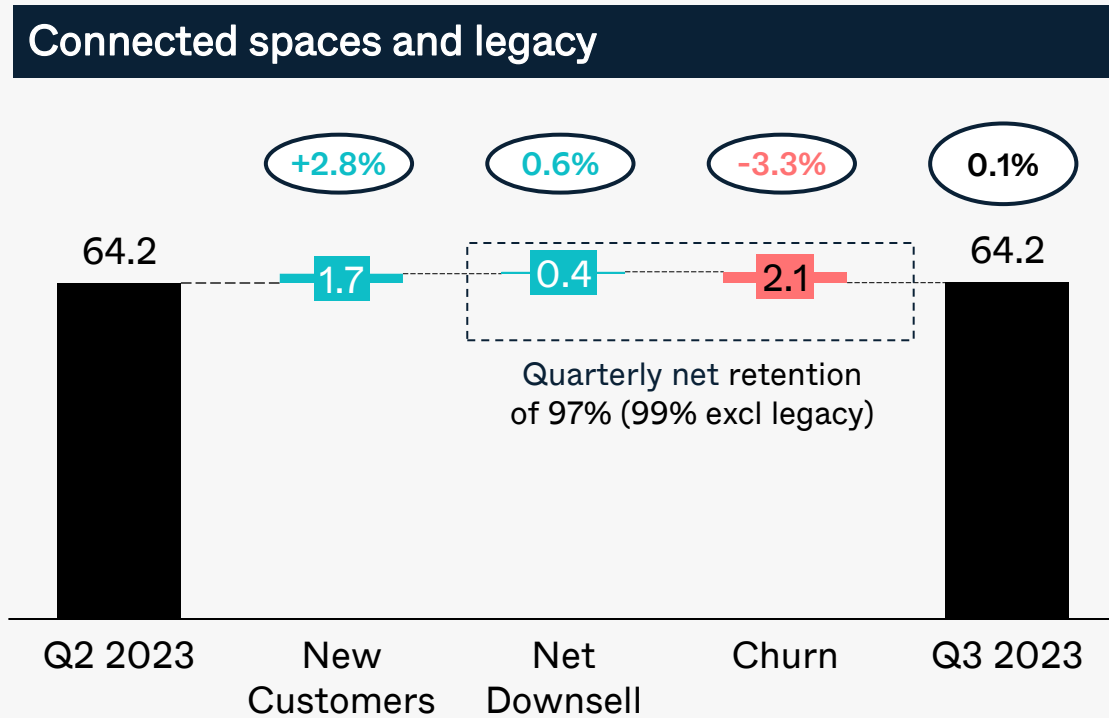 Connected spaces and legacy
+2.8%
0.6%
-3.3%
0.1%
64.2
1.7
0.4
2.1
64.2
Quarterly net retention
of 97% (99% excl legacy)
Q2 2023
New
Customers
Net
Downsell
Churn
Q3 2023